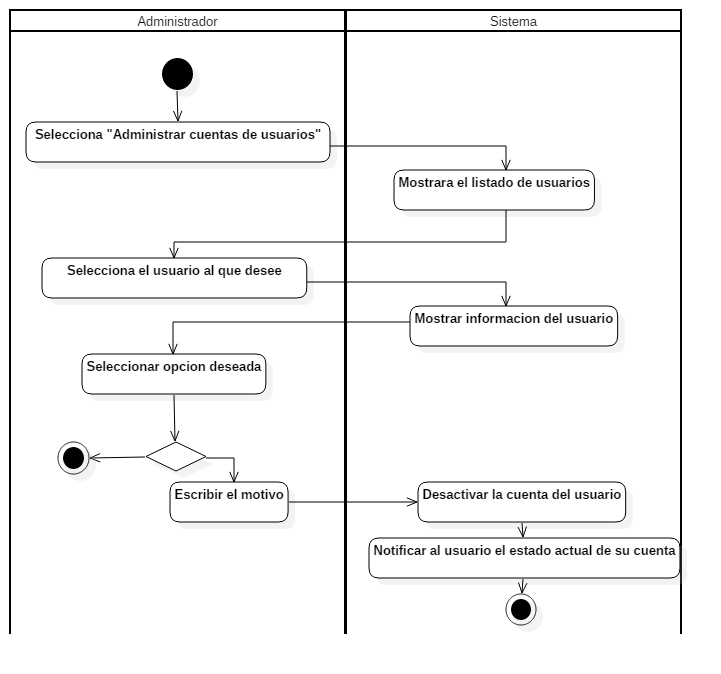 Administrador
Sistema
Selecciona "Administrar cuentas de usuarios"
Mostrara el listado de usuarios
Selecciona el usuario al que desee
Mostrar informacion del usuario
Seleccionar opcion deseada
Escribir el motivo
Desactivar la cuenta del usuario
Notificar al usuario el estado actual de su cuenta